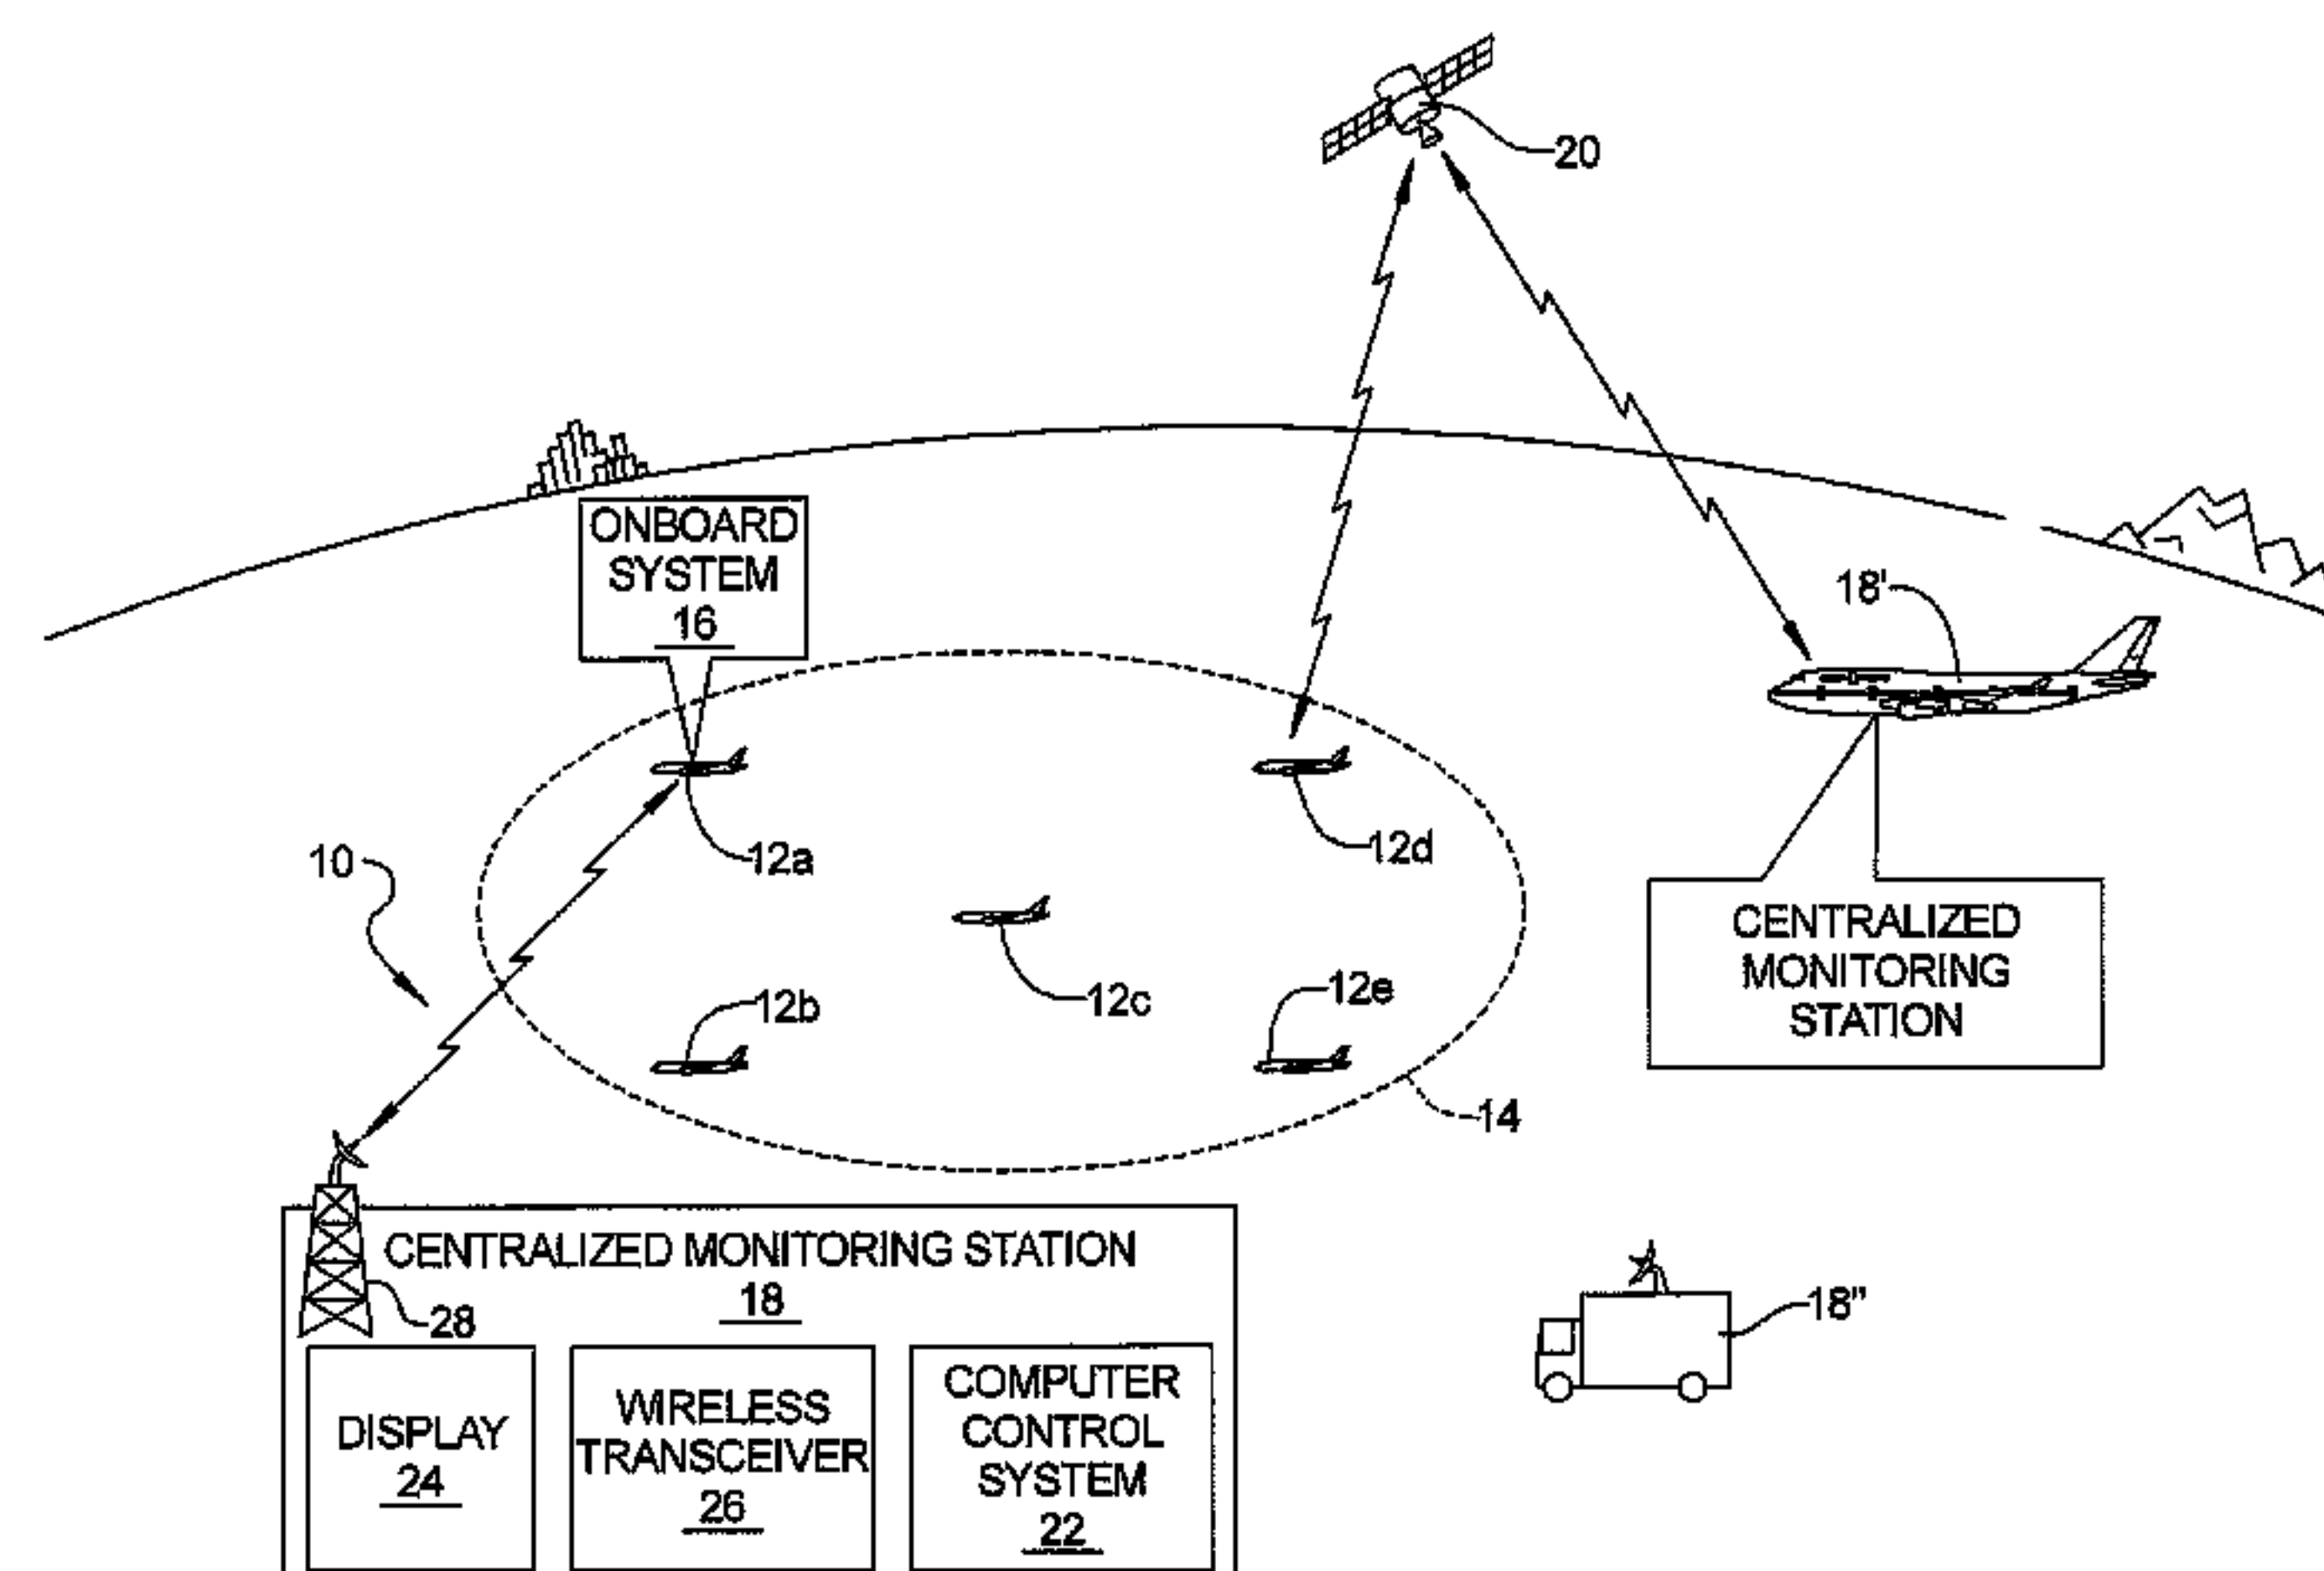 20
ONBOARD
SYSTEM
16
18'
10
12a
12d
12c
12e
12b
CENTRALIZED
MONITORING
STATION
14
CENTRALIZED MONITORING STATION
18
28
18"
DISPLAY
24
WIRELESS
TRANSCEIVER
26
COMPUTER
CONTROL
SYSTEM
22